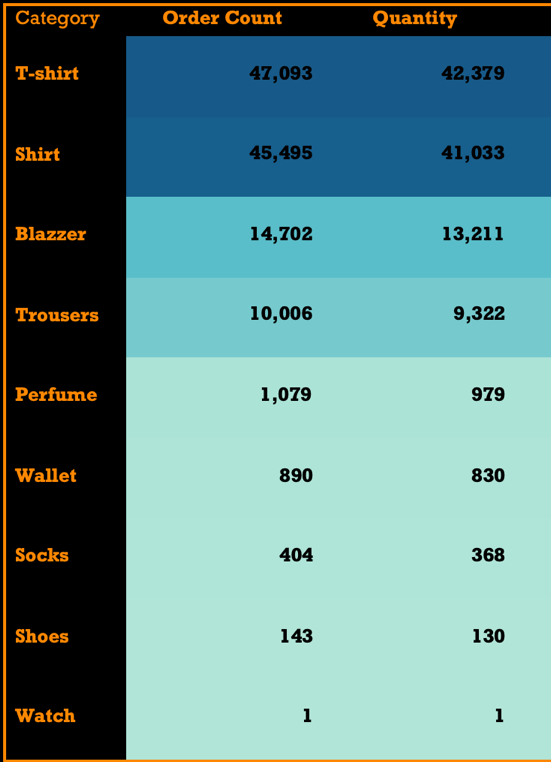 Category Order Count Quantity
T-shirt 47,093 42,379
Shirt 45,495 41,033
Blazzer 14,702 13,211
Trousers 10,006 9,322
Perfume 1,079 979
Wallet 890 830
Socks 404 368
Shoes 143 130
Watch 1 1